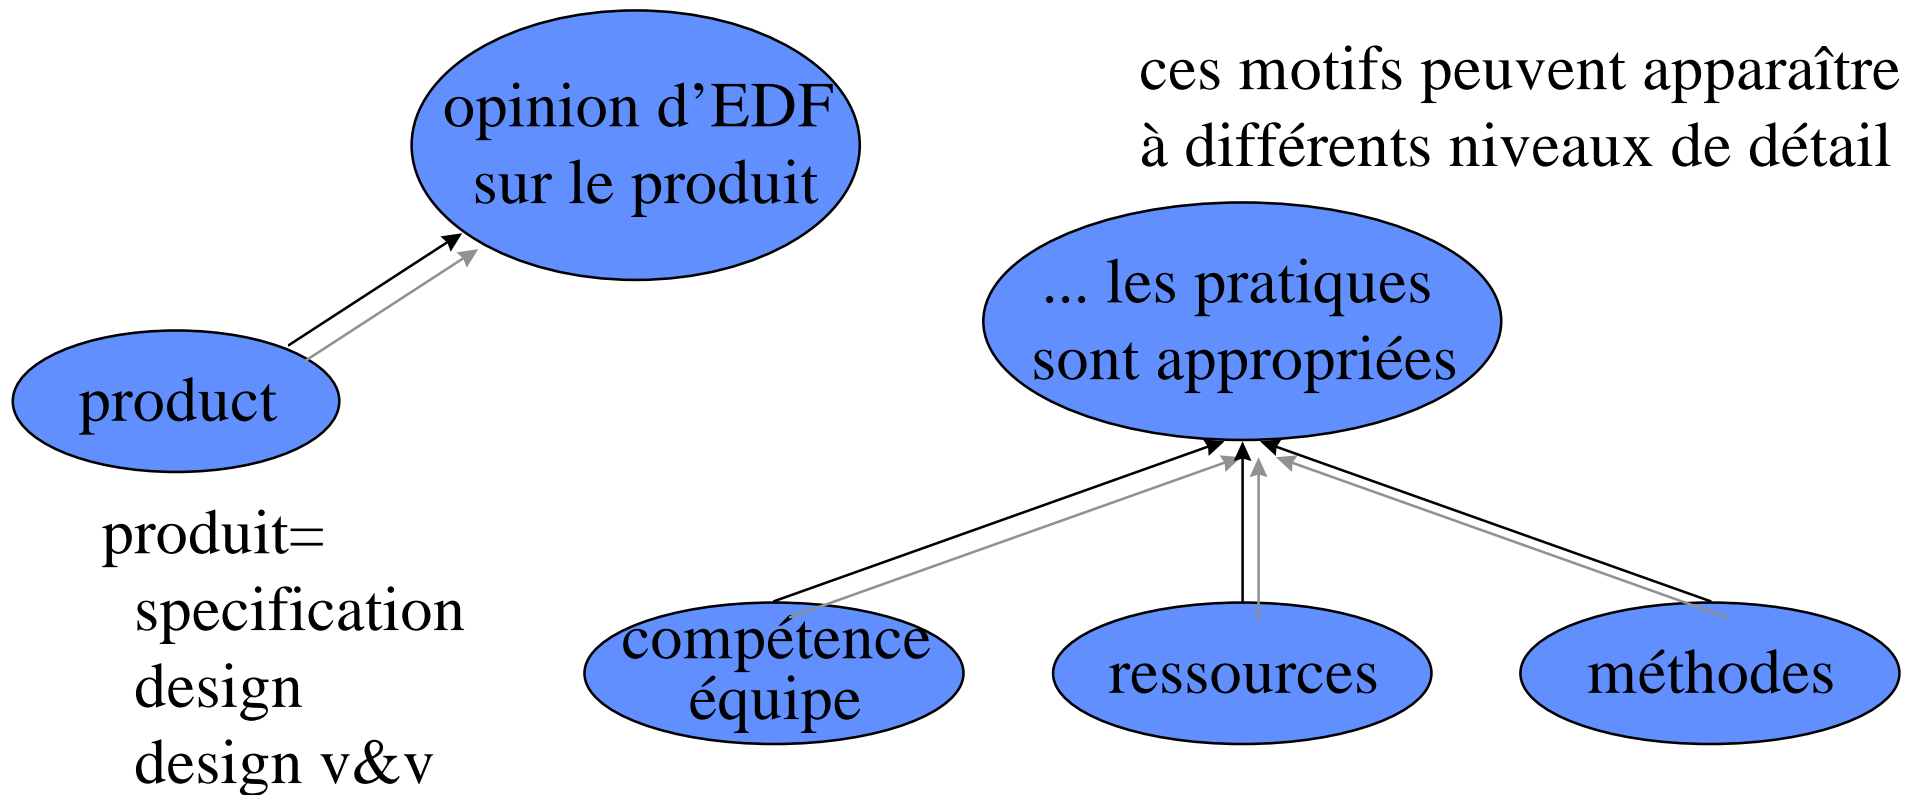 opinion d’EDF
sur le produit
ces motifs peuvent apparaître
à différents niveaux de détail
... les pratiques
sont appropriées
product
produit=
specification
design
design v&v
compétence
équipe
ressources
méthodes